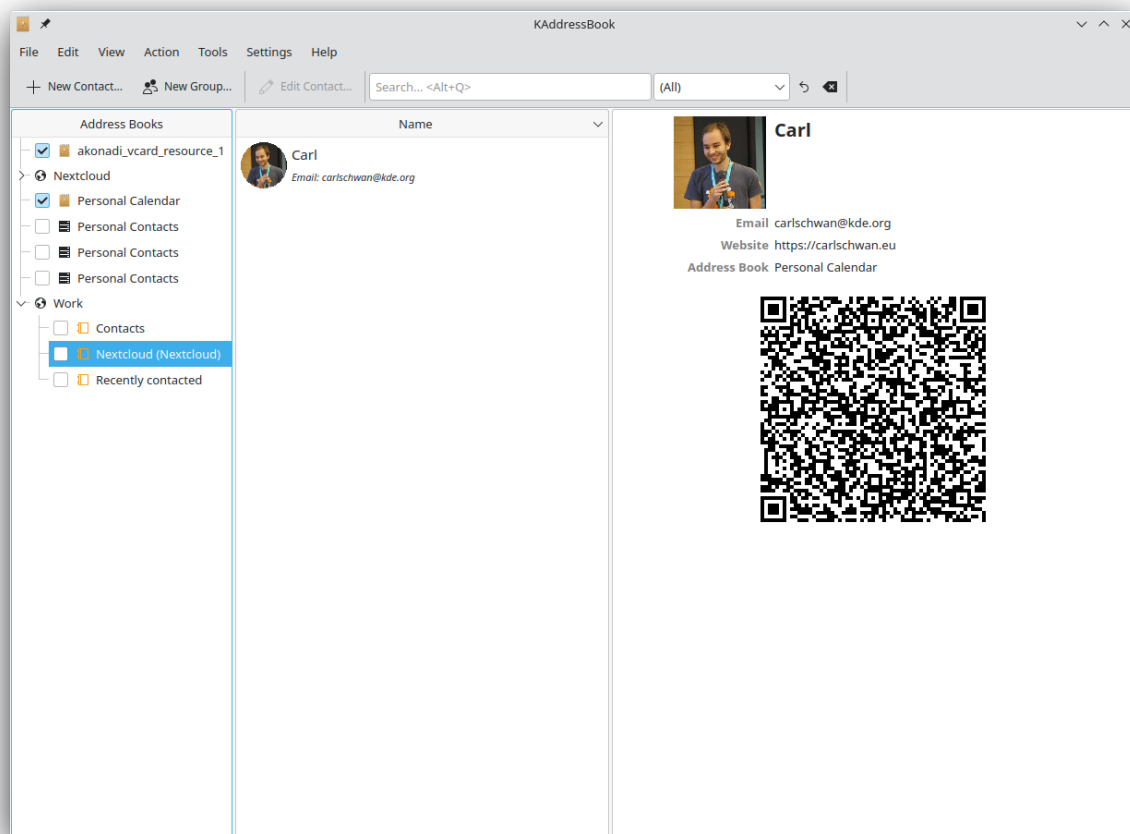 KAddressBook
File Edit View Action Tools Settings Help
New Contact... New Group... Edit Contact... Search... <Alt+Q> (All)
Address Books
akonadi_vcard_resource_1
Nextcloud
Personal Calendar
Personal Contacts
Personal Contacts
Personal Contacts
Work
Contacts
Nextcloud (Nextcloud)
Recently contacted
Name
Carl
Email: carlschwan@kde.org
Carl
Email carlschwan@kde.org
Website https://carlschwan.eu
Address Book Personal Calendar